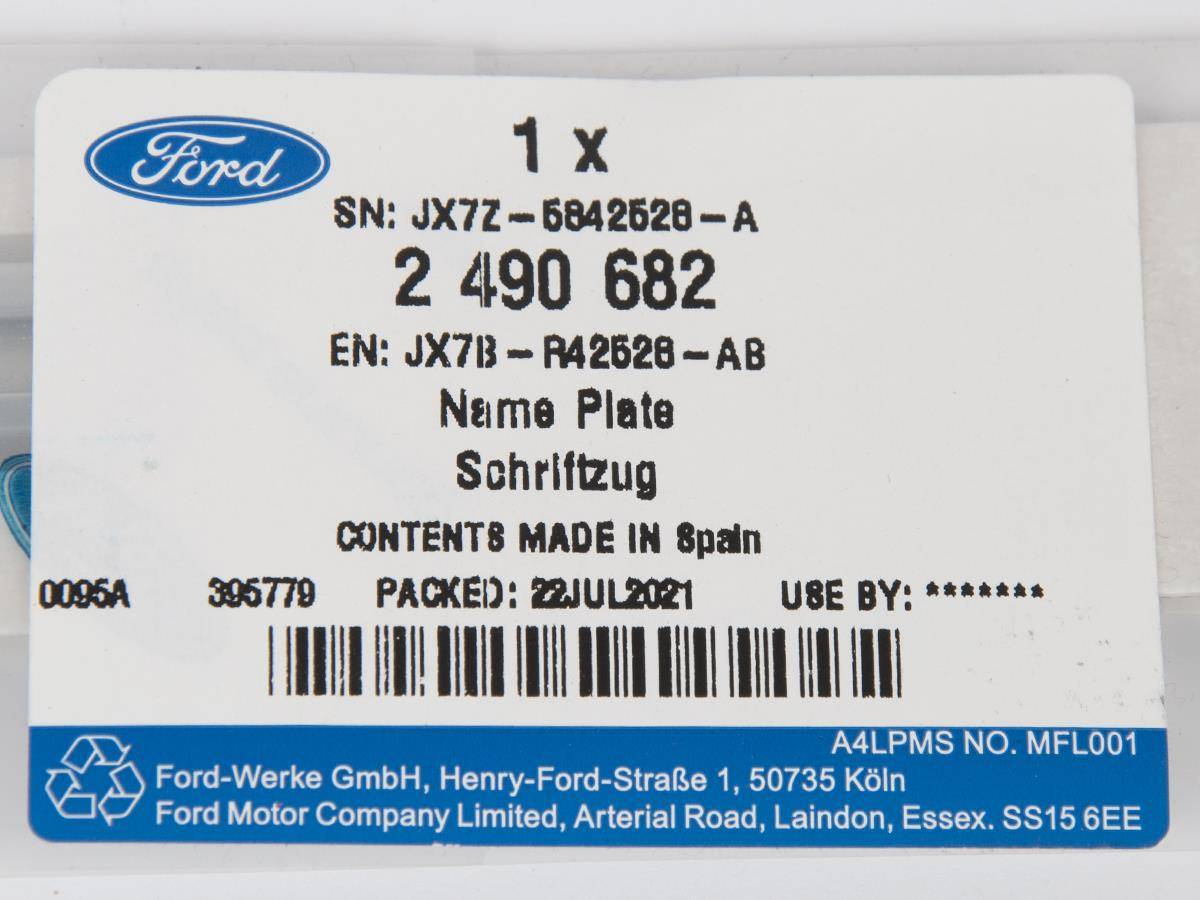 Ford
1 x
SN: JX7Z-5842528-A
2 490 682
EN: JX7B-R42528-AB
Name Plate
Schriftzug
CONTENTS MADE IN Spain
0095A 395779 PACKED: 22JUL2021 USE BY: *******
A4LPMS NO. MFL001
Ford-Werke GmbH, Henry-Ford-Straße 1, 50735 Köln
Ford Motor Company Limited, Arterial Road, Laindon, Essex. SS15 6EE